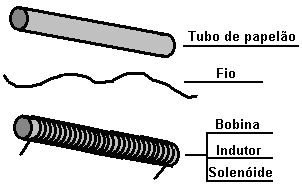 Tubo de papelão
Fio
Bobina
Indutor
Solenóide